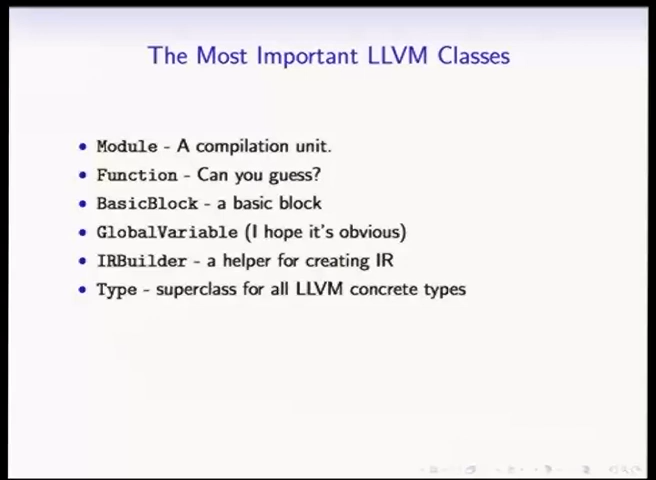 The Most Important LLVM Classes
• Module - A compilation unit.
• Function - Can you guess?
• BasicBlock - a basic block
• GlobalVariable (I hope it's obvious)
• IRBuilder - a helper for creating IR
• Type - superclass for all LLVM concrete types